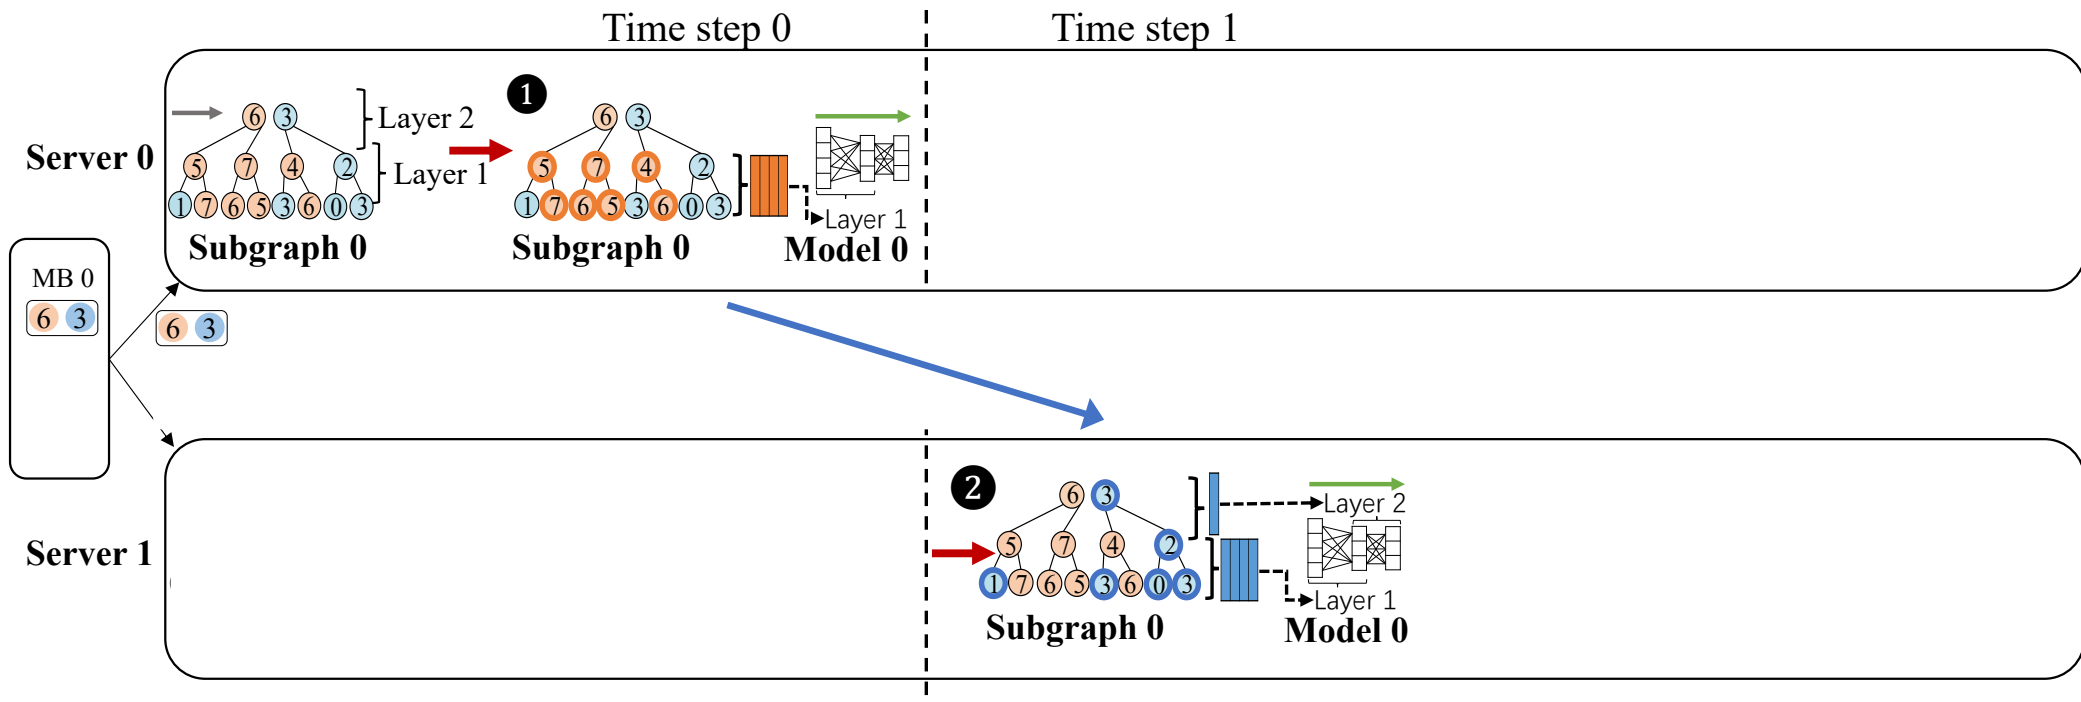 Time step 0
Time step 1
Server 0
1
6 3
Layer 2
5 7 4 2
Layer 1
1 7 6 5 3 6 0 3
Subgraph 0
6 3
5 7 4 2
1 7 6 5 3 6 0 3
Subgraph 0
Layer 1
Model 0
MB 0
6 3
6 3
Server 1
2
6 3
5 7 4 2
1 7 6 5 3 6 0 3
Subgraph 0
Layer 2
Layer 1
Model 0